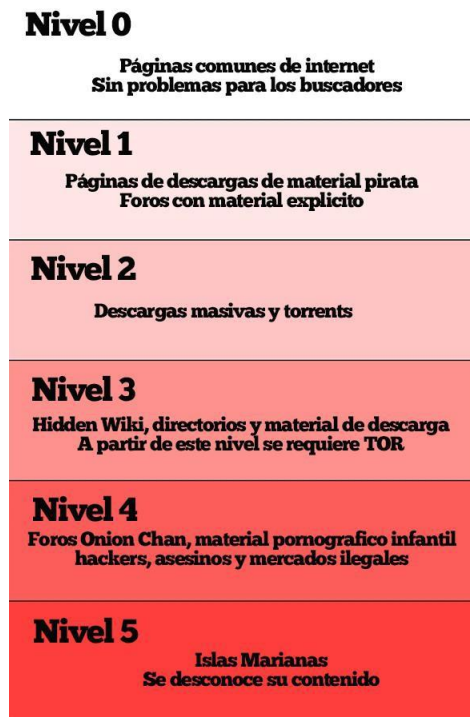 Nivel 0
Páginas comunes de internet
Sin problemas para los buscadores
Nivel 1
Páginas de descargas de material pirata
Foros con material explicito
Nivel 2
Descargas masivas y torrents
Nivel 3
Hidden Wiki, directorios y material de descarga
A partir de este nivel se requiere TOR
Nivel 4
Foros Onion Chan, material pornografico infantil
hackers, asesinos y mercados ilegales
Nivel 5
Islas Marianas
Se desconoce su contenido